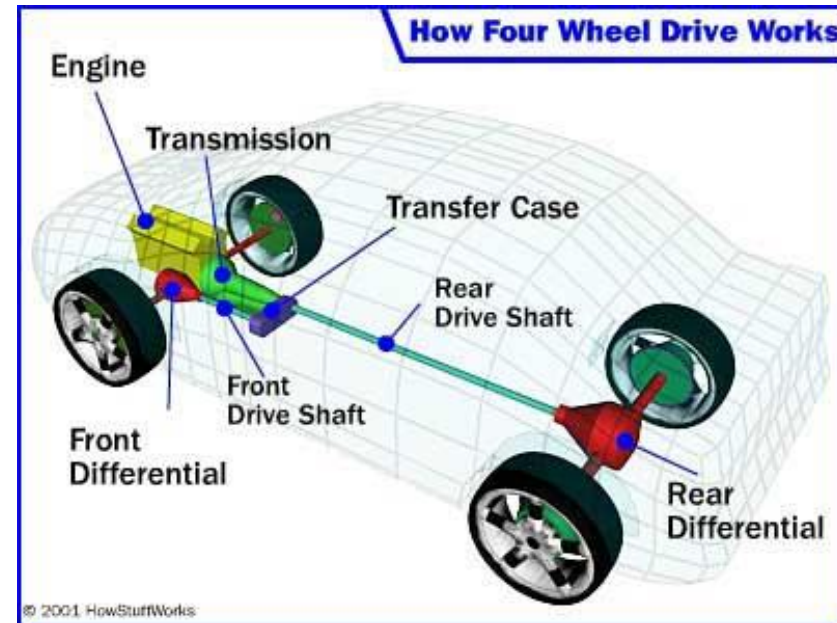 How Four Wheel Drive Works
Engine
Transmission
Transfer Case
Rear
Drive Shaft
Front
Drive Shaft
Front
Differential
Rear
Differential
© 2001 HowStuffWorks